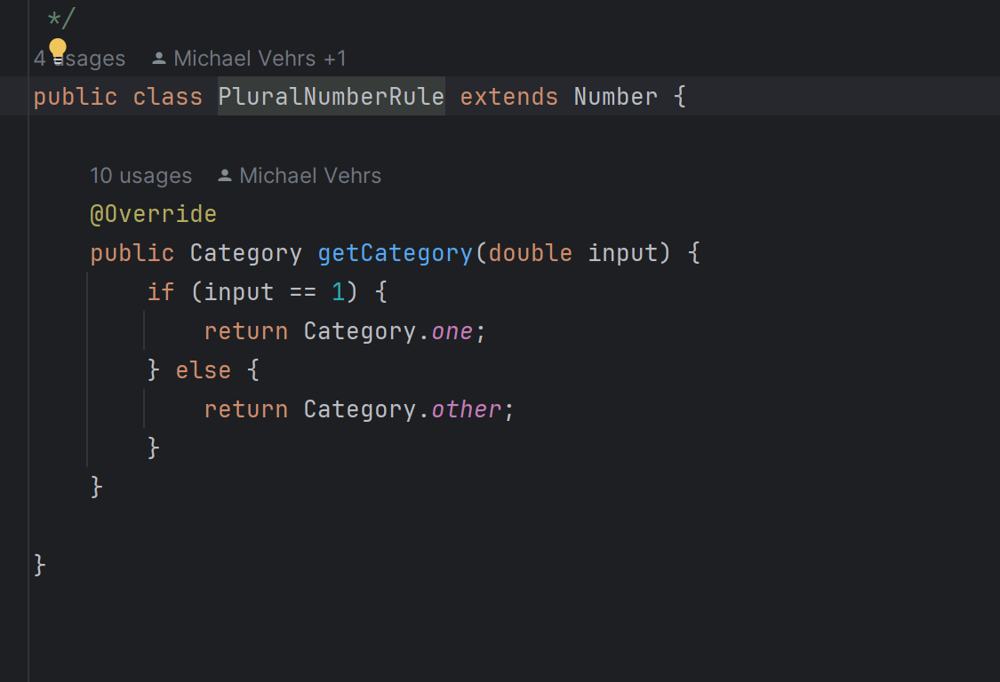 */
4 usages Michael Vehrs +1
public class PluralNumberRule extends Number {
10 usages Michael Vehrs
@Override
public Category getCategory(double input) {
if (input == 1) {
return Category.one;
} else {
return Category.other;
}
}
}